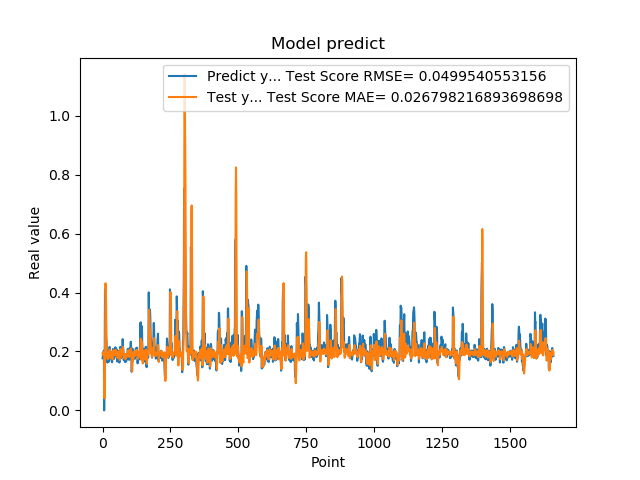 Model predict
Predict y... Test Score RMSE= 0.0499540553156
Test y... Test Score MAE= 0.026798216893698698
1.0
0.8
0.6
0.4
0.2
0.0
Real value
0 250 500 750 1000 1250 1500
Point